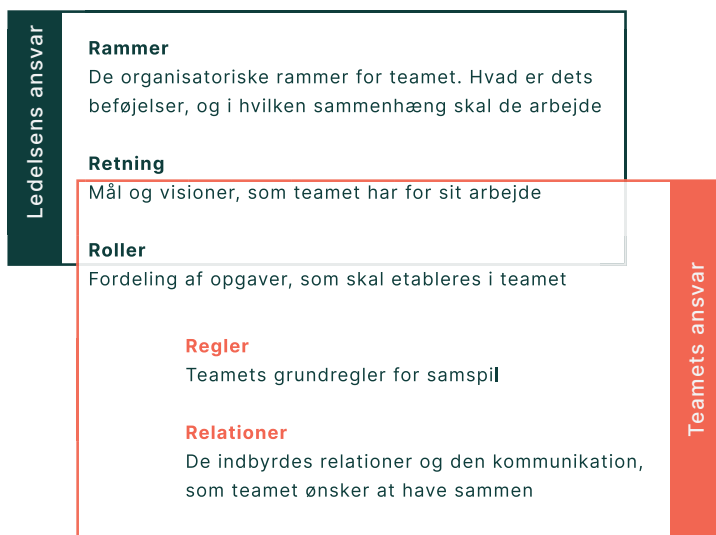 Ledelsens ansvar
Rammer
De organisatoriske rammer for teamet. Hvad er dets
beføjelser, og i hvilken sammenhæng skal de arbejde
Retning
Mål og visioner, som teamet har for sit arbejde
Roller
Fordeling af opgaver, som skal etableres i teamet
Regler
Teamets grundregler for samspil
Relationer
De indbyrdes relationer og den kommunikation,
som teamet ønsker at have sammen
Teamets ansvar